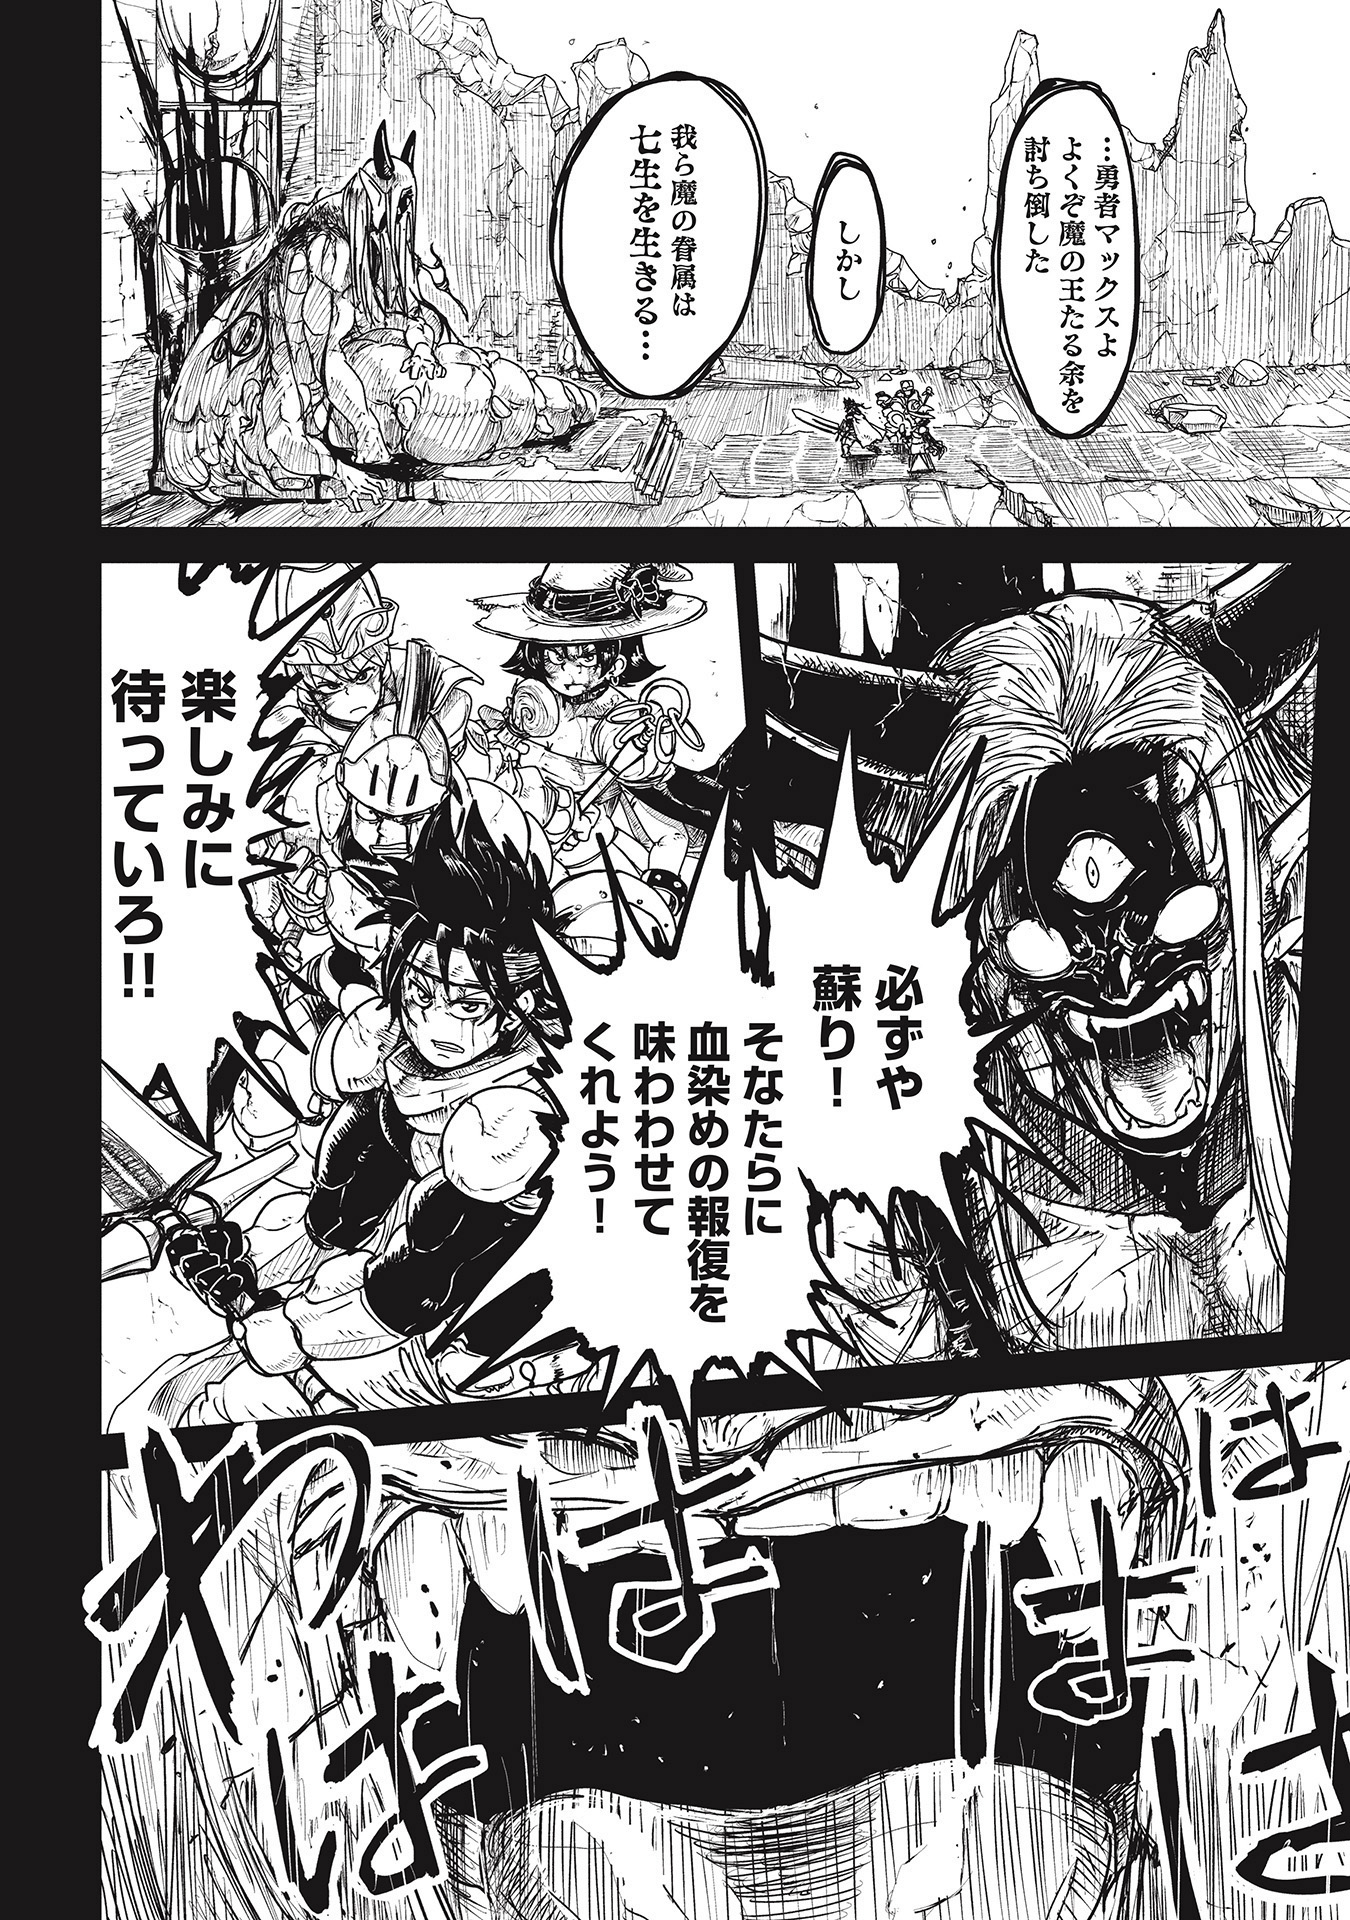 …勇者マックスよ
よくぞ魔の王たる余を
討ち倒した
しかし
我ら魔の眷属は
七生を生きる…
必ずや
蘇り！
そなたらに
血染めの報復を
味わわせて
くれよう！
楽しみに
待っていろ!!
は
は
は
は
は